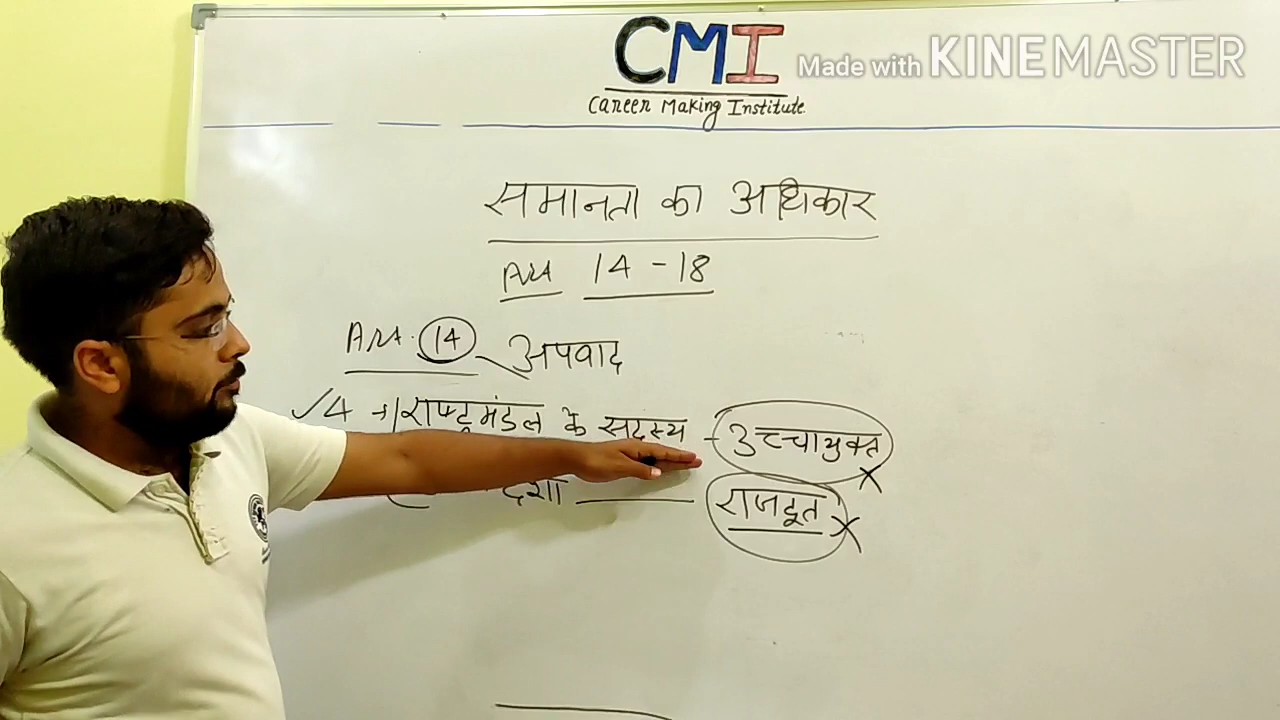 CMI
Made with KINEMASTER
Career Making Institute
समानता का अधिकार
Art 14 - 18
Art. 14 अपवाद
✓4 → राष्ट्रमंडल के सदस्य - उच्चायुक्त X
देशों राजदूत X